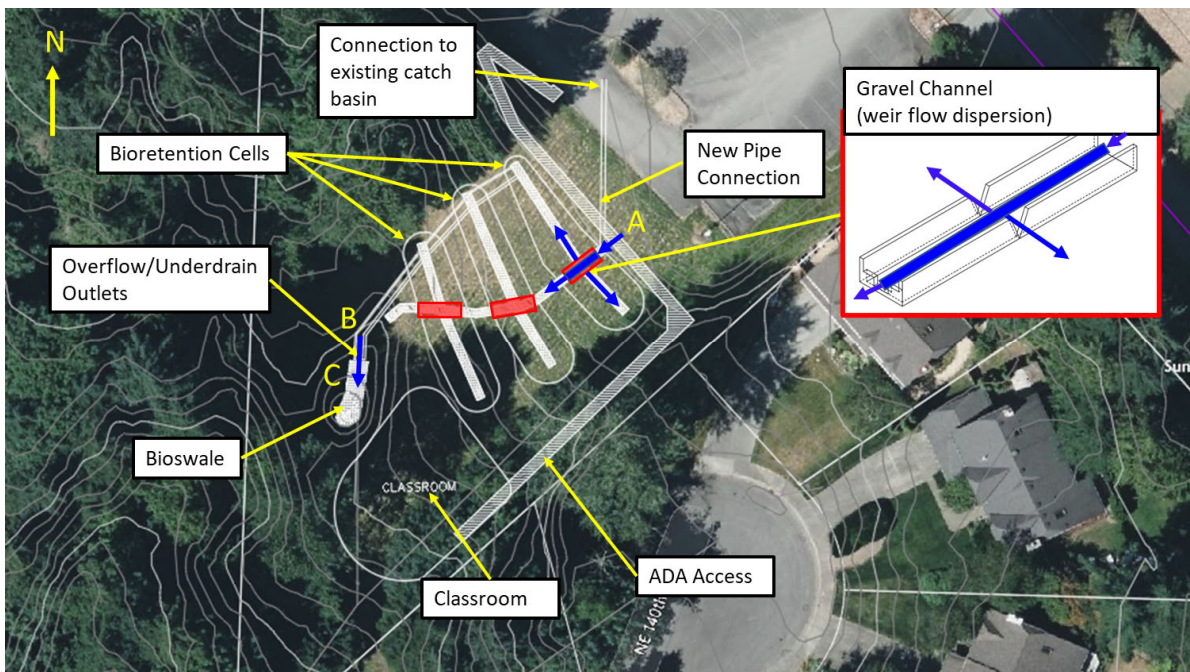 N
Connection to
existing catch
basin
Gravel Channel
(weir flow dispersion)
Bioretention Cells
New Pipe
Connection
A
Overflow/Underdrain
Outlets
B
C
Sun
Bioswale
CLASSROOM
Classroom
ADA Access
NE 140th